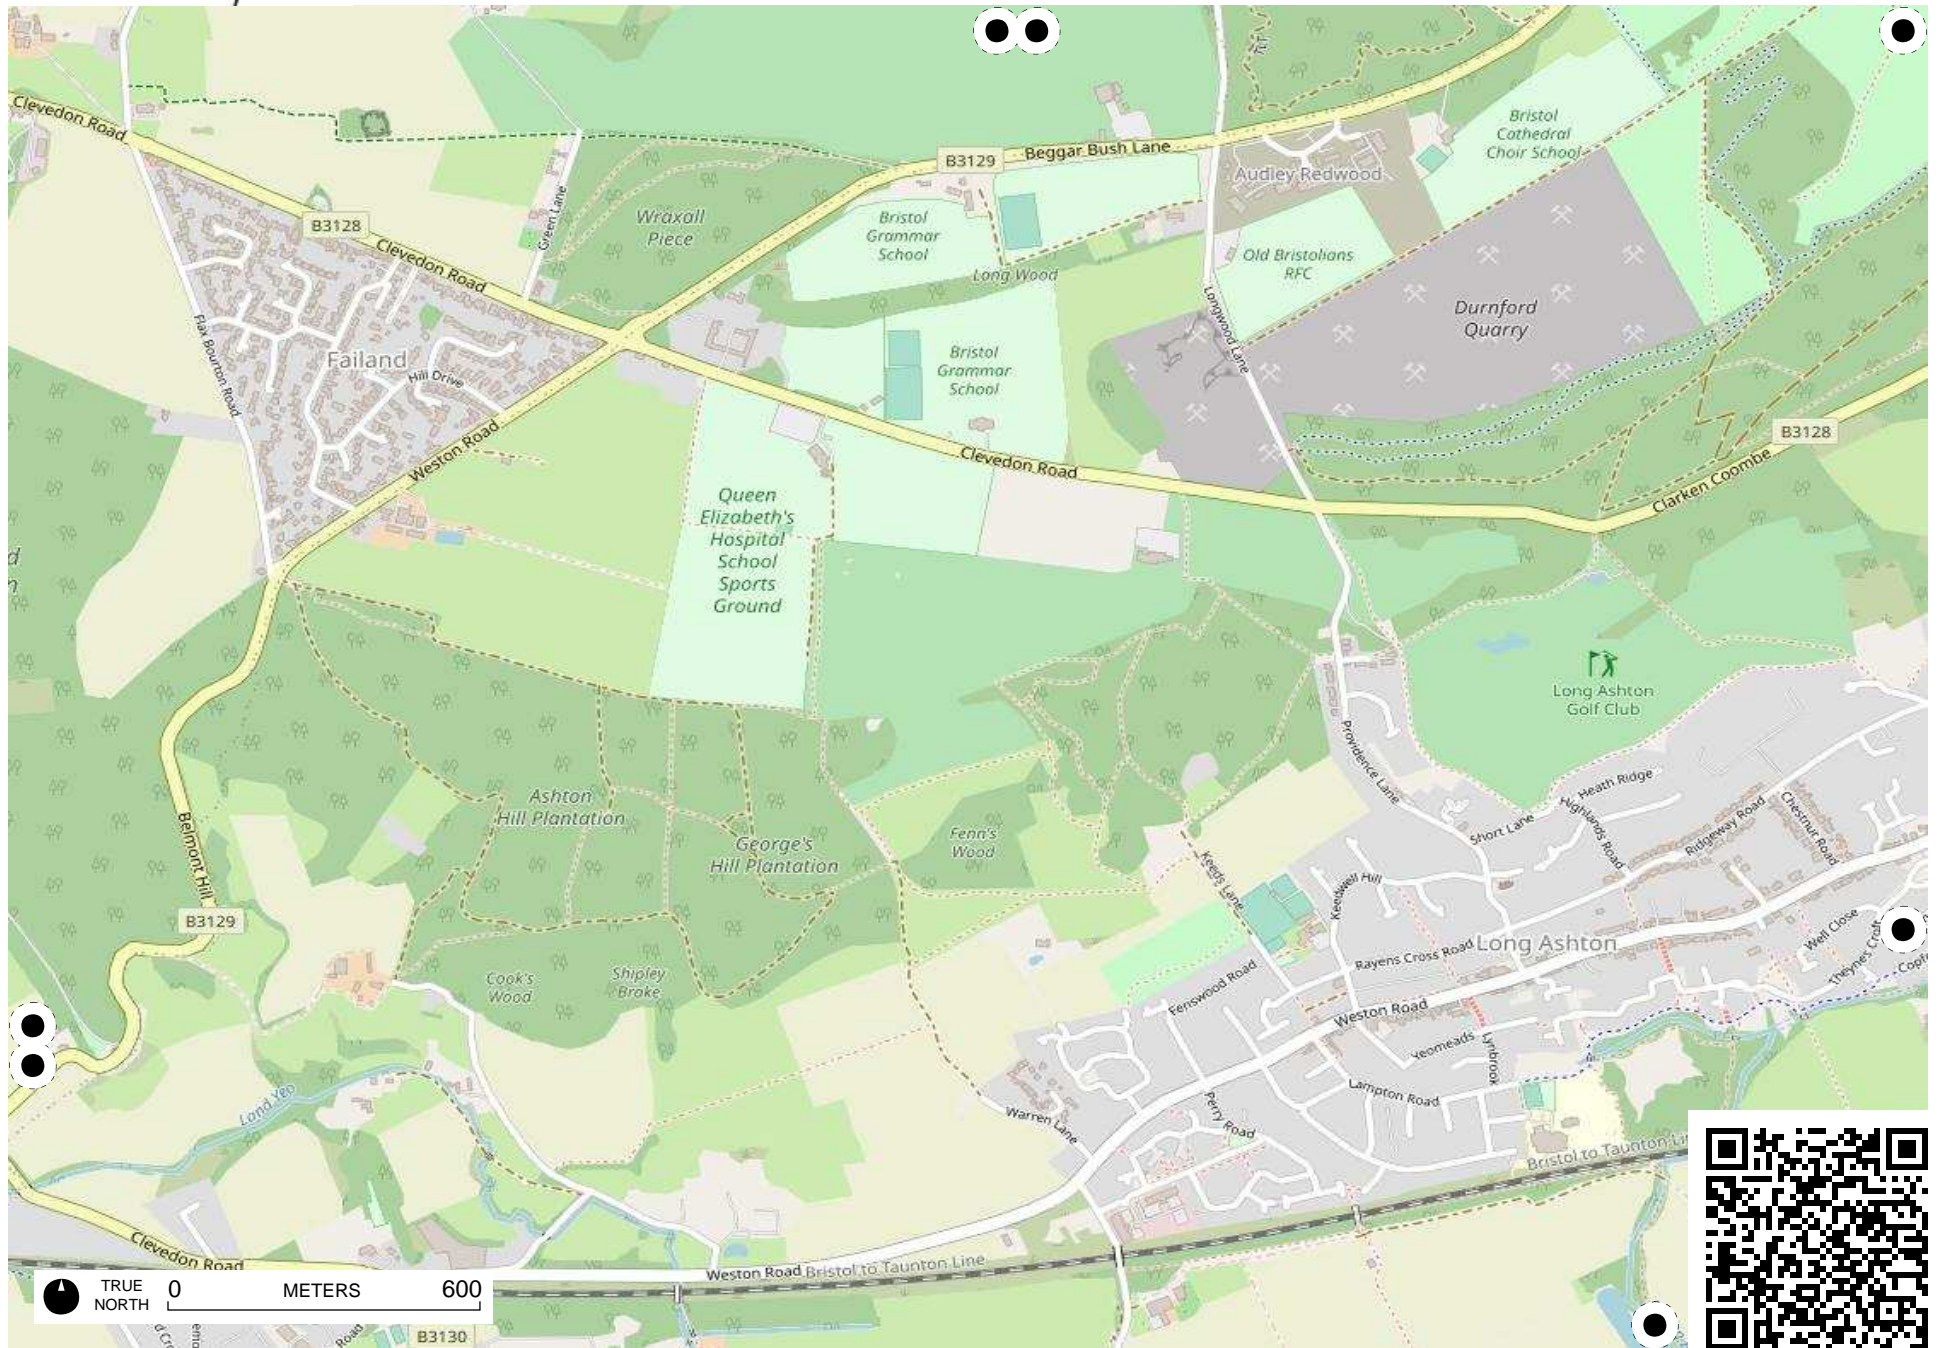 Clevedon Road
B3128
Clevedon Road
Green Lane
Wraxall
Piece
B3129
Beggar Bush Lane
Bristol
Grammar
School
Long Wood
Audley Redwood
Bristol
Cathedral
Choir School
Old Bristolians
RFC
Durnford
Quarry
Longwood Lane
Flax Bourton Road
Failand
Hill Drive
Weston Road
Bristol
Grammar
School
Clevedon Road
B3128
Clarken Coombe
Queen
Elizabeth's
Hospital
School
Sports
Ground
Long Ashton
Golf Club
Providence Lane
Heath Ridge
Highlands Road
Short Lane
Ridgeway Road
Chestnut Road
Belmont Hill
B3129
Ashton
Hill Plantation
George's
Hill Plantation
Fenn's
Wood
Keeds Lane
Keedwell Hill
Rayens Cross Road
Long Ashton
Well Close
Theynes Croft
Cook's
Wood
Shipley
Brake
Fenswood Road
Weston Road
Yeomeads
Lynbrook
Lampton Road
Perry Road
Warren Lane
Land Yeo
Bristol to Taunton Lin
Clevedon Road
Weston Road
Bristol to Taunton Line
TRUE
NORTH
0
METERS
600
Road
B3130